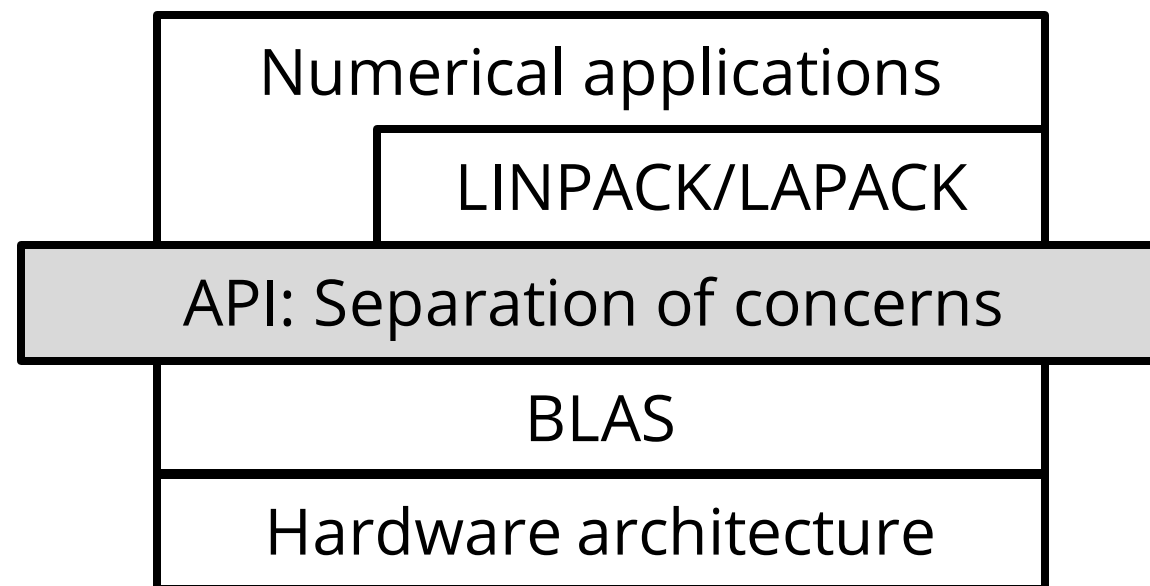 Numerical applications
LINPACK/LAPACK
API: Separation of concerns
BLAS
Hardware architecture